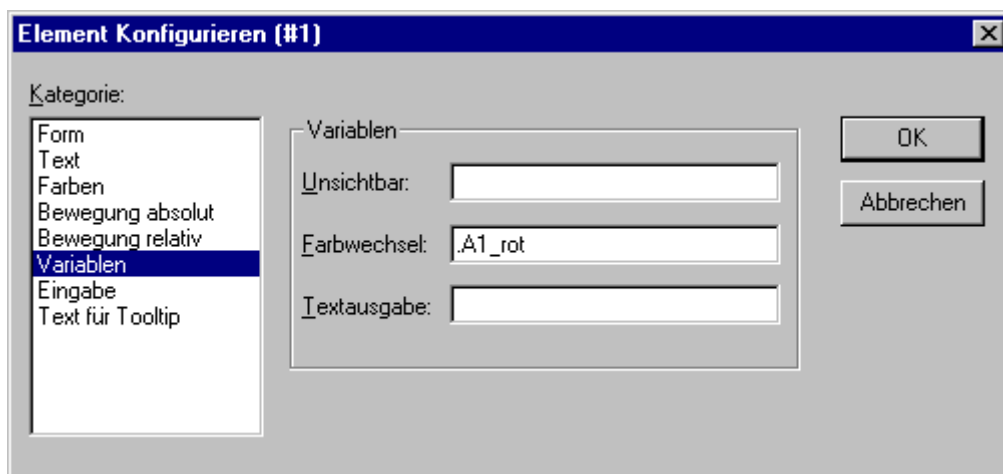 Element Konfigurieren (#1)
Kategorie:
Form
Text
Farben
Bewegung absolut
Bewegung relativ
Variablen
Eingabe
Text für Tooltip
Variablen
Unsichtbar:
Farbwechsel: .A1_rot
Textausgabe:
OK
Abbrechen